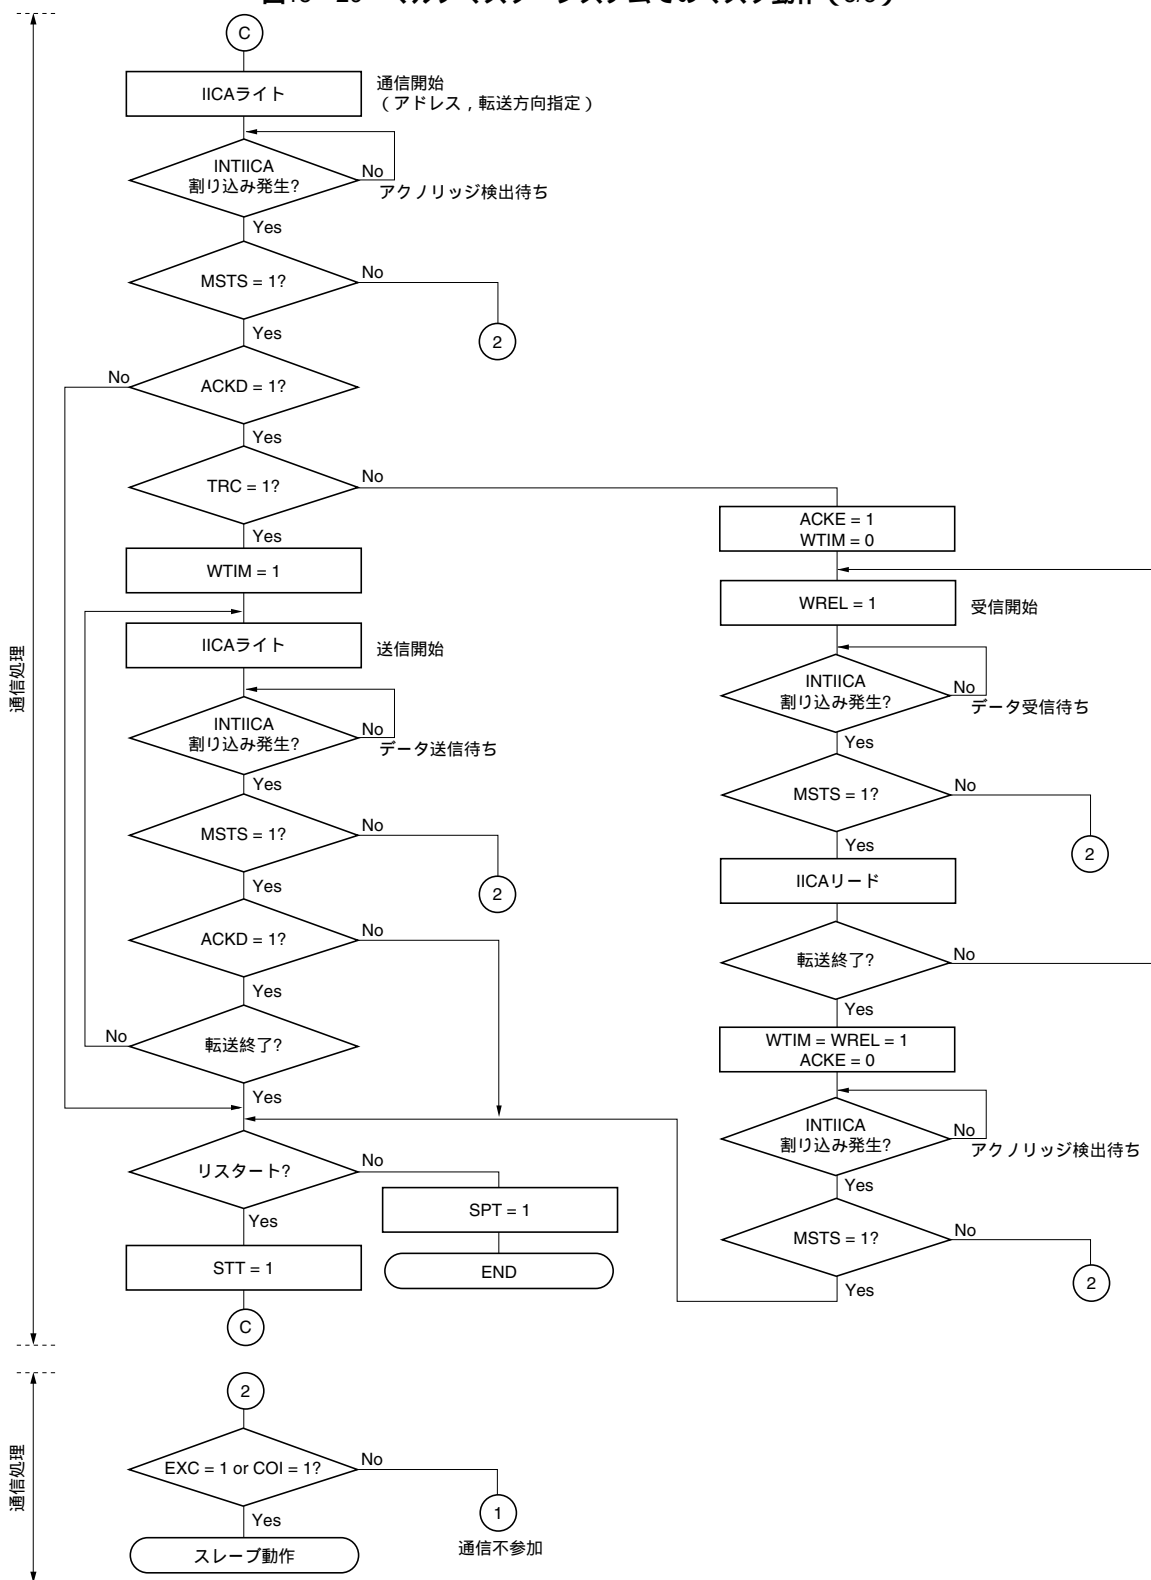 C
IICAライト
通信開始
（アドレス，転送方向指定）
INTIICA
割り込み発生?
No
アクノリッジ検出待ち
Yes
MSTS = 1?
No
2
Yes
No
ACKD = 1?
Yes
TRC = 1?
No
Yes
WTIM = 1
IICAライト
送信開始
INTIICA
割り込み発生?
No
データ送信待ち
Yes
MSTS = 1?
No
2
Yes
ACKD = 1?
No
Yes
No
転送終了?
Yes
リスタート?
No
Yes
SPT = 1
END
STT = 1
C
ACKE = 1
WTIM = 0
WREL = 1
受信開始
INTIICA
割り込み発生?
No
データ受信待ち
Yes
MSTS = 1?
No
2
Yes
IICAリード
転送終了?
No
Yes
WTIM = WREL = 1
ACKE = 0
INTIICA
割り込み発生?
No
アクノリッジ検出待ち
Yes
MSTS = 1?
No
2
Yes
通信処理
2
EXC = 1 or COI = 1?
No
1
通信不参加
Yes
スレーブ動作
通信処理